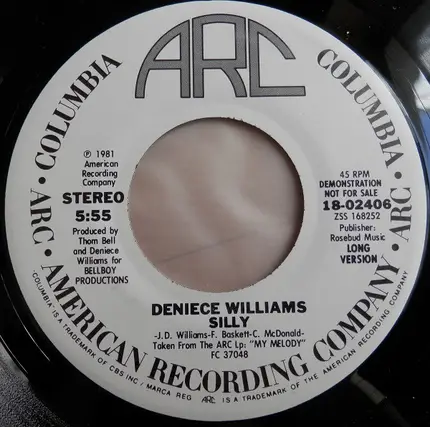 ARC
COLUMBIA • ARC • AMERICAN RECORDING COMPANY • ARC • COLUMBIA
℗ 1981
American
Recording
Company
STEREO
5:55
Produced by
Thom Bell
and Deniece
Williams for
BELLBOY
PRODUCTIONS
45 RPM
DEMONSTRATION
NOT FOR SALE
18-02406
ZSS 168252
Publisher:
Rosebud Music
LONG
VERSION
DENIECE WILLIAMS
SILLY
-J.D. Williams-F. Baskett-C. McDonald-
Taken From The ARC Lp: "MY MELODY"
FC 37048
"COLUMBIA" IS A TRADEMARK OF CBS INC./ MARCA REG. ARC IS A TRADEMARK OF THE AMERICAN RECORDING COMPANY